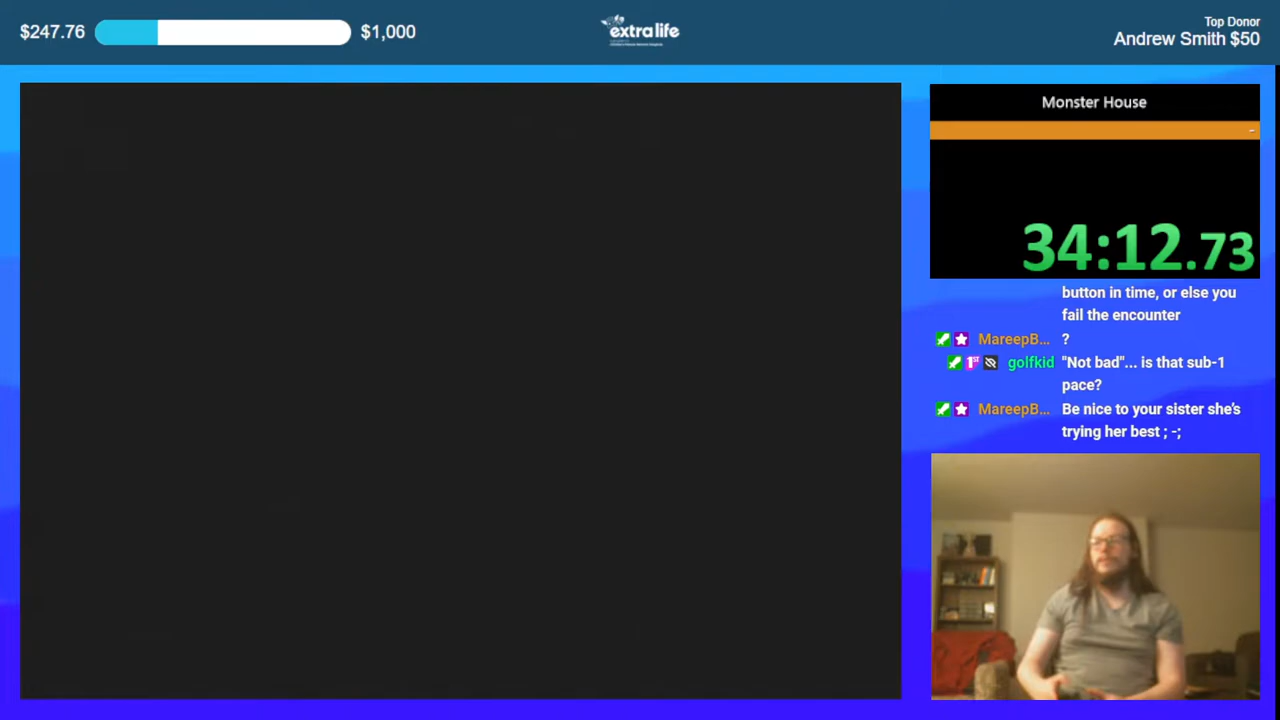 $247.76
$1,000
extralife
Top Donor
Andrew Smith $50
Monster House
-
34:12.73
button in time, or else you
fail the encounter
MareepB... ?
1st golfkid "Not bad"... is that sub-1
pace?
MareepB... Be nice to your sister she's
trying her best ; -;